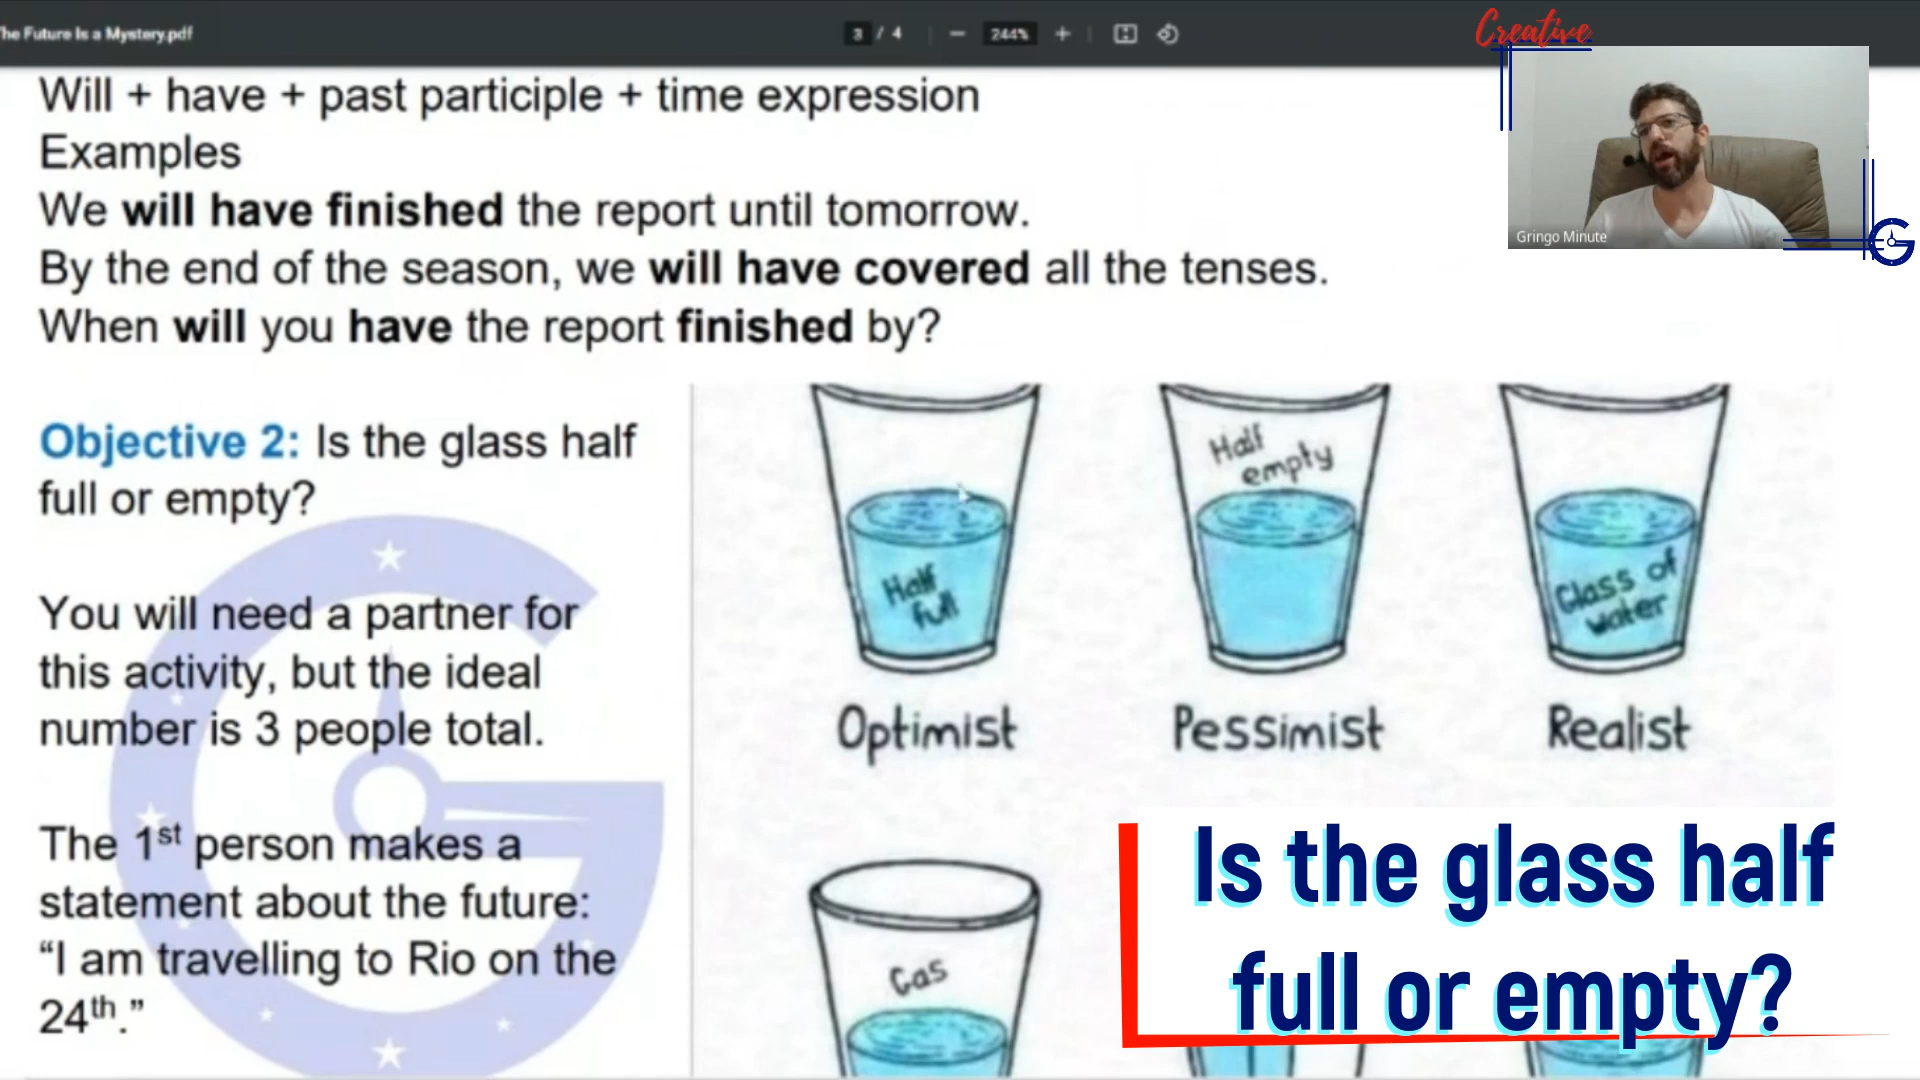 he Future Is a Mystery.pdf
3 / 4
244%
Creative
Gringo Minute
Will + have + past participle + time expression
Examples
We will have finished the report until tomorrow.
By the end of the season, we will have covered all the tenses.
When will you have the report finished by?
Objective 2: Is the glass half
full or empty?
You will need a partner for
this activity, but the ideal
number is 3 people total.
The 1st person makes a
statement about the future:
“I am travelling to Rio on the
24th.”
Half
full
Optimist
Half
empty
Pessimist
Glass of
water
Realist
Gas
Is the glass half
full or empty?